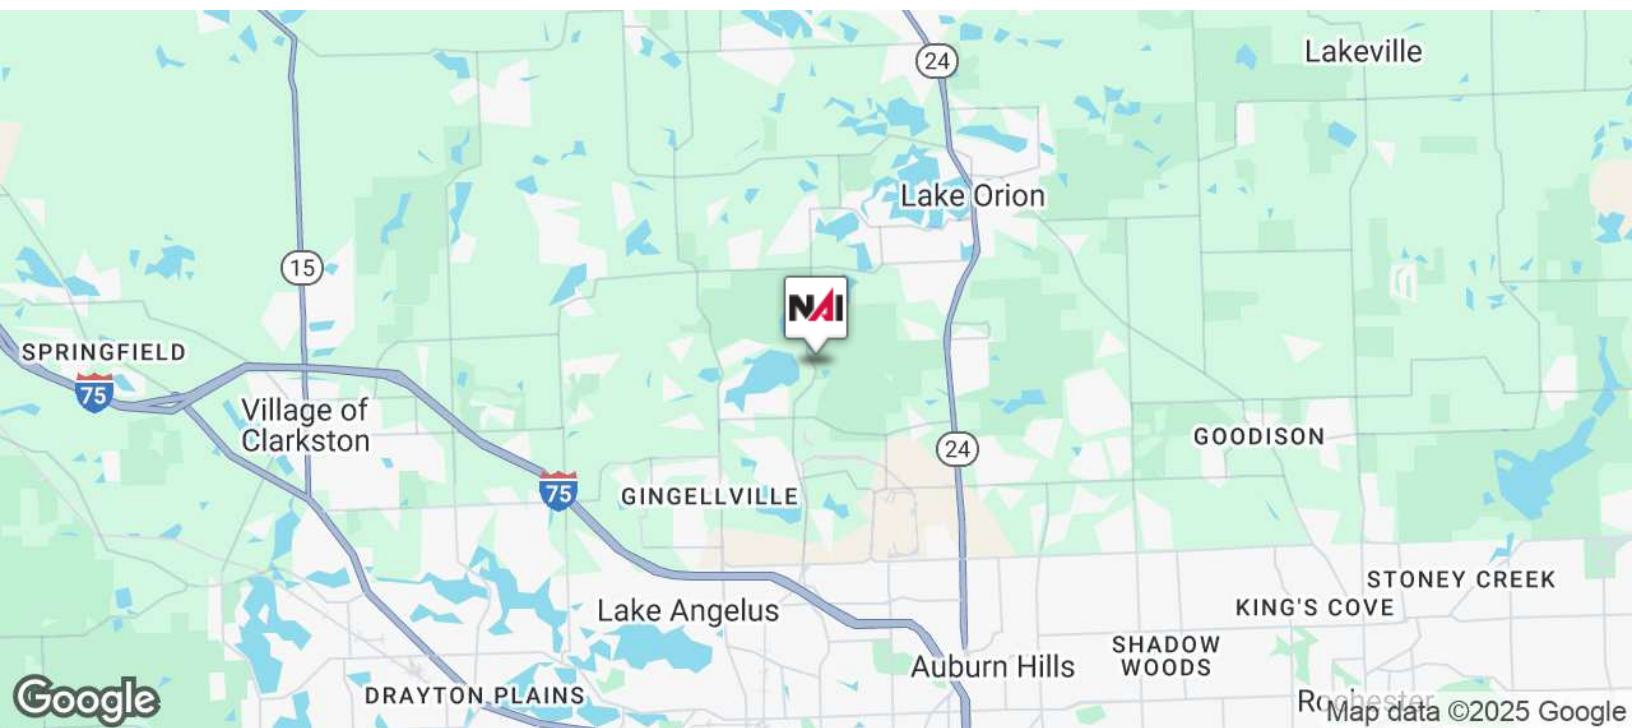 24
Lakeville
Lake Orion
15
NAI
SPRINGFIELD
75
Village of
Clarkston
24
GOODISON
75
GINGELLVILLE
STONEY CREEK
Lake Angelus
KING'S COVE
SHADOW
WOODS
Auburn Hills
DRAYTON PLAINS
Rochester
Google
Map data ©2025 Google